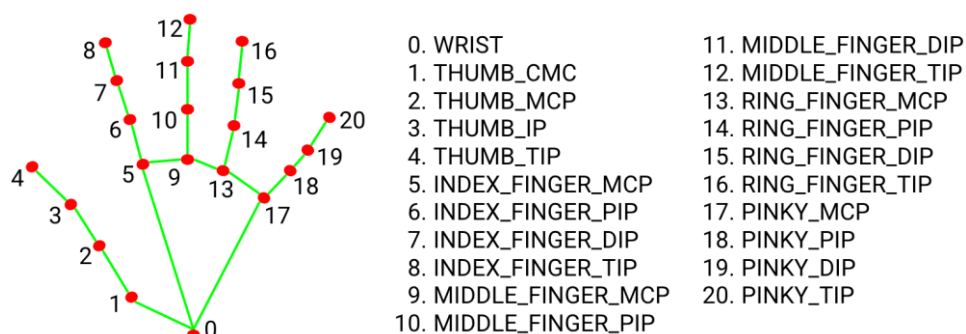 12
8
16
11
7
15
10
20
6
14
19
4
5
9
13
18
3
17
2
1
0
0. WRIST
1. THUMB_CMC
2. THUMB_MCP
3. THUMB_IP
4. THUMB_TIP
5. INDEX_FINGER_MCP
6. INDEX_FINGER_PIP
7. INDEX_FINGER_DIP
8. INDEX_FINGER_TIP
9. MIDDLE_FINGER_MCP
10. MIDDLE_FINGER_PIP
11. MIDDLE_FINGER_DIP
12. MIDDLE_FINGER_TIP
13. RING_FINGER_MCP
14. RING_FINGER_PIP
15. RING_FINGER_DIP
16. RING_FINGER_TIP
17. PINKY_MCP
18. PINKY_PIP
19. PINKY_DIP
20. PINKY_TIP